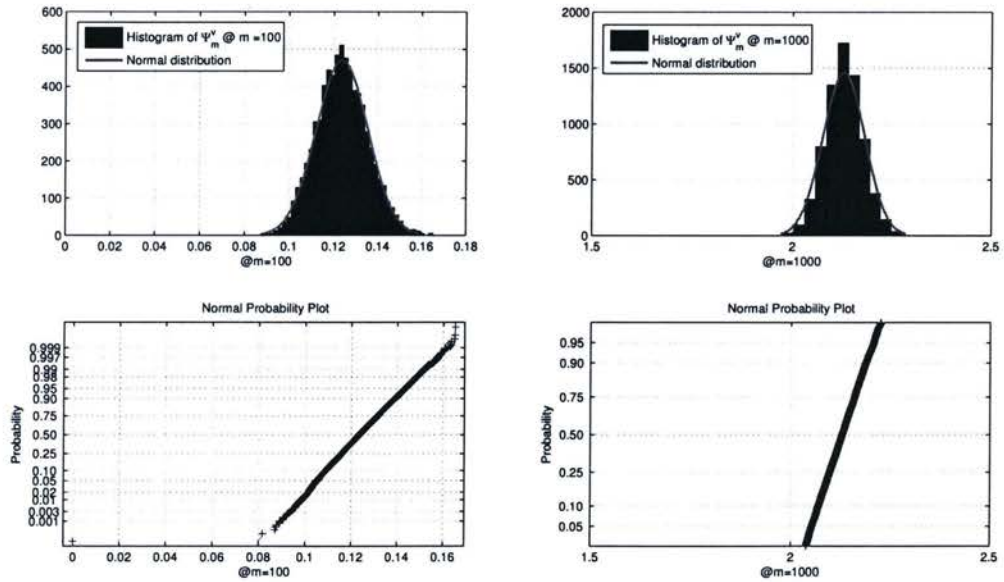 600
500
400
300
200
100
0
Histogram of Ψ^v_m @ m =100
Normal distribution
0 0.02 0.04 0.06 0.08 0.1 0.12 0.14 0.16 0.18
@m=100
2000
1500
1000
500
0
Histogram of Ψ^v_m @ m=1000
Normal distribution
1.5 2 2.5
@m=1000
Normal Probability Plot
Probability
0.999
0.997
0.99
0.98
0.95
0.90
0.75
0.50
0.25
0.10
0.05
0.02
0.01
0.003
0.001
0 0.02 0.04 0.06 0.08 0.1 0.12 0.14 0.16
@m=100
Normal Probability Plot
Probability
0.95
0.90
0.75
0.50
0.25
0.10
0.05
1.5 2 2.5
@m=1000